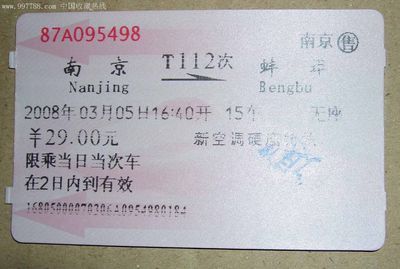 www.997788.com 中国收藏热线
87A095498 南京 售
南京 T112次 蚌埠
Nanjing Bengbu
2008年03月05日16:40开 15车 无座
¥29.00元 新空调硬座
限乘当日当次车
在2日内到有效